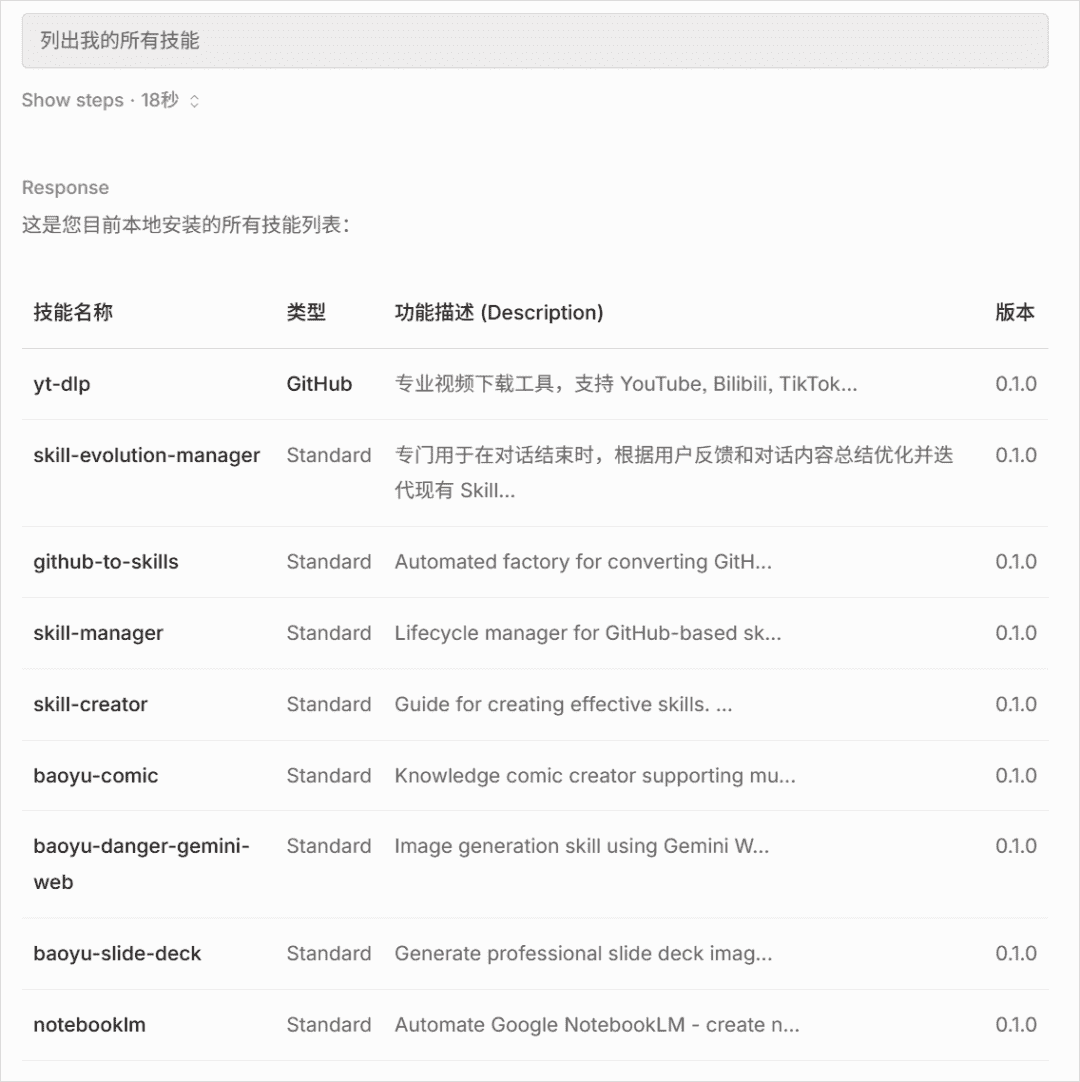 列出我的所有技能
Show steps · 18秒
Response
这是您目前本地安装的所有技能列表：
技能名称 类型 功能描述 (Description) 版本
yt-dlp GitHub 专业视频下载工具，支持 YouTube, Bilibili, TikTok... 0.1.0
skill-evolution-manager Standard 专门用于在对话结束时，根据用户反馈和对话内容总结优化并迭 0.1.0
代现有 Skill...
github-to-skills Standard Automated factory for converting GitH... 0.1.0
skill-manager Standard Lifecycle manager for GitHub-based sk... 0.1.0
skill-creator Standard Guide for creating effective skills. ... 0.1.0
baoyu-comic Standard Knowledge comic creator supporting mu... 0.1.0
baoyu-danger-gemini- Standard Image generation skill using Gemini W... 0.1.0
web
baoyu-slide-deck Standard Generate professional slide deck imag... 0.1.0
notebooklm Standard Automate Google NotebookLM - create n... 0.1.0